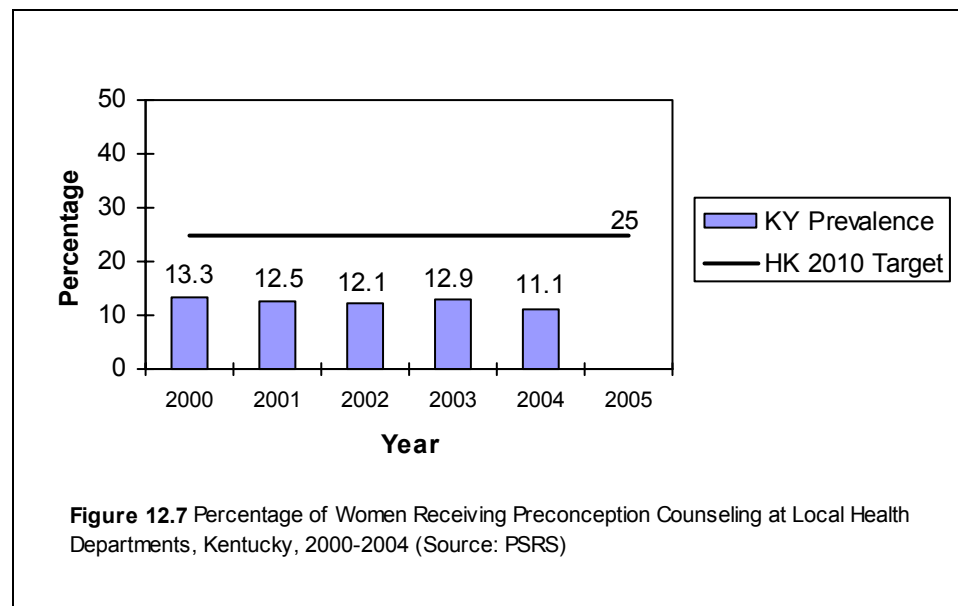 50
40
30
20
10
0
Percentage
13.3
12.5
12.1
12.9
11.1
25
2000 2001 2002 2003 2004 2005
Year
KY Prevalence
HK 2010 Target
Figure 12.7 Percentage of Women Receiving Preconception Counseling at Local Health
Departments, Kentucky, 2000-2004 (Source: PSRS)